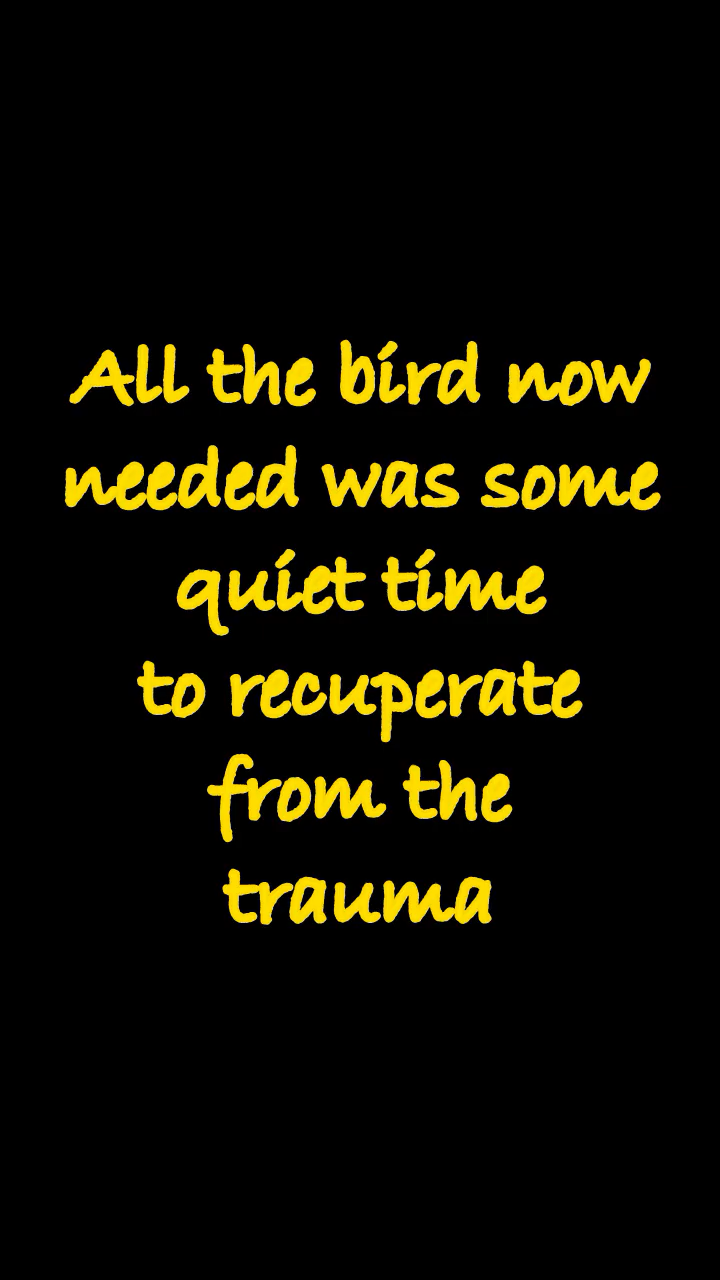 All the bird now
needed was some
quiet time
to recuperate
from the
trauma